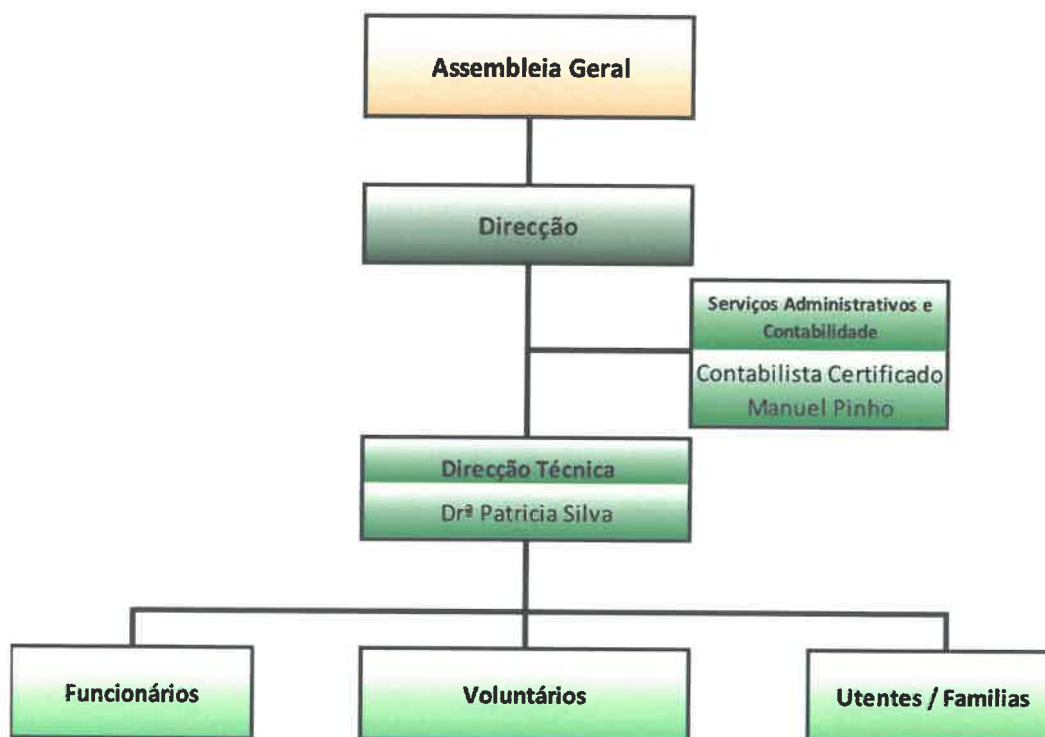 Assembleia Geral
Direcção
Serviços Administrativos e
Contabilidade
Contabilista Certificado
Manuel Pinho
Direcção Técnica
Drª Patricia Silva
Funcionários
Voluntários
Utentes / Familias